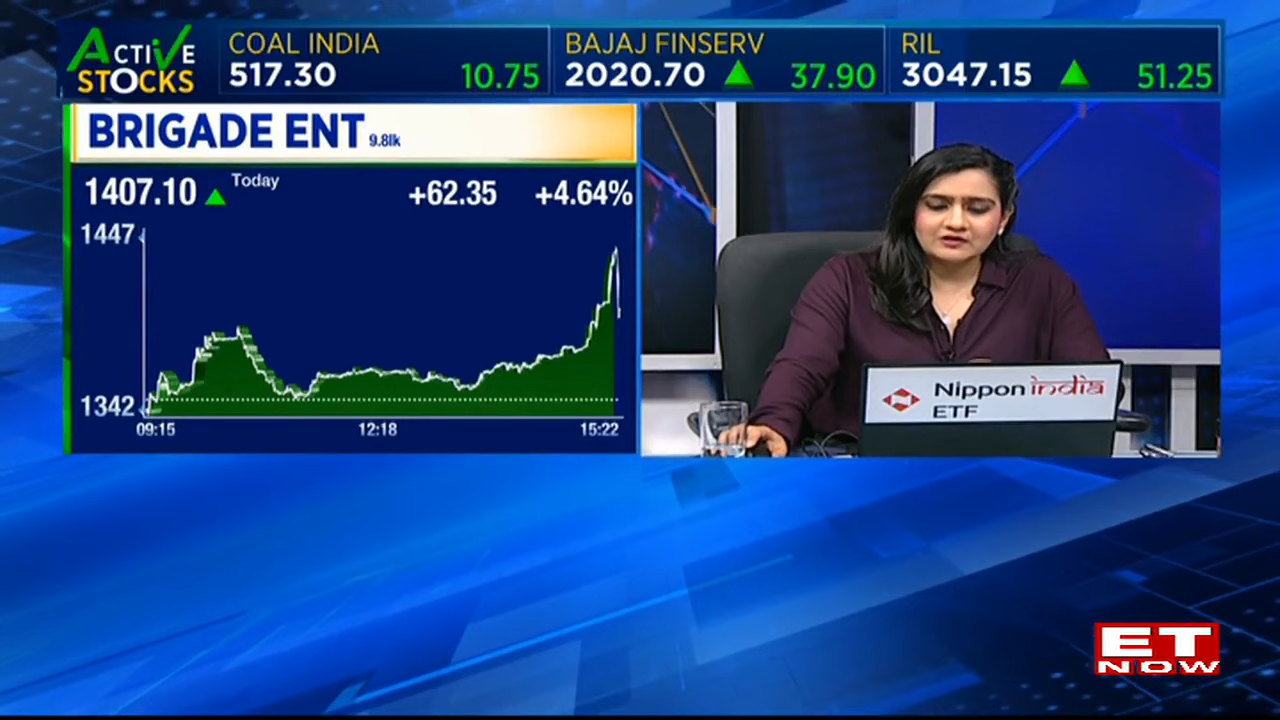 ACTIVE
STOCKS
COAL INDIA
517.30 10.75
BAJAJ FINSERV
2020.70 37.90
RIL
3047.15 51.25
BRIGADE ENT 9.8lk
1407.10 Today +62.35 +4.64%
1447
1342
09:15 12:18 15:22
Nippon india
ETF
ET
NOW